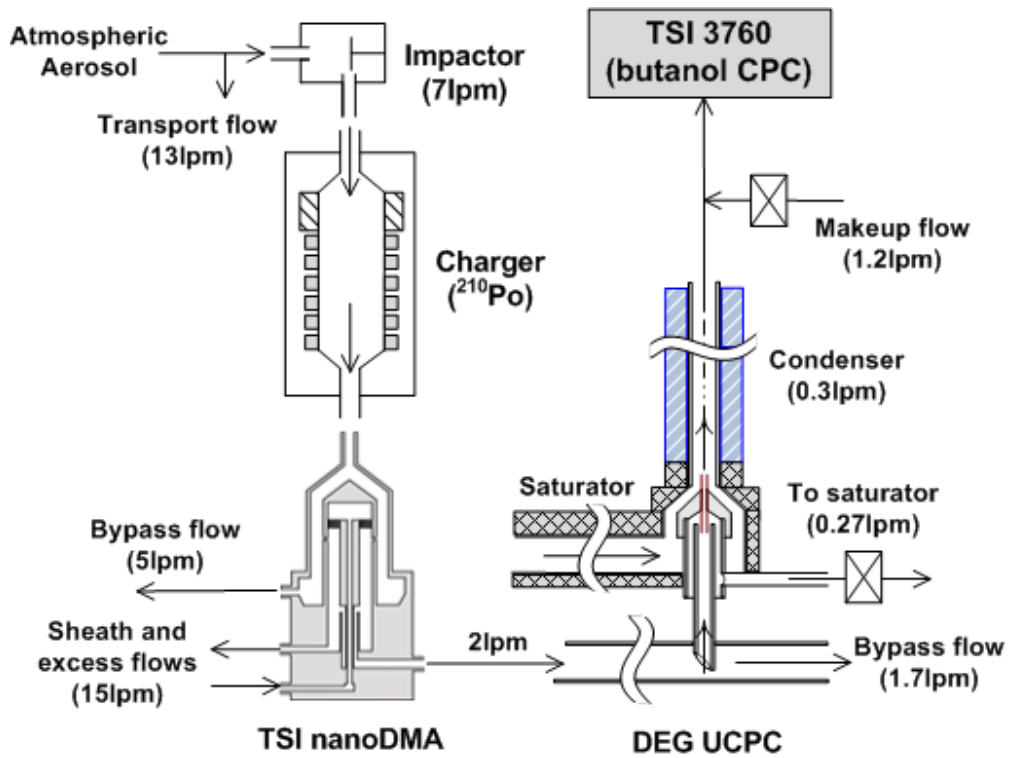 Atmospheric
Aerosol
Impactor
(7lpm)
Transport flow
(13lpm)
Charger
(²¹⁰Po)
Bypass flow
(5lpm)
Sheath and
excess flows
(15lpm)
TSI nanoDMA
2lpm
TSI 3760
(butanol CPC)
Makeup flow
(1.2lpm)
Condenser
(0.3lpm)
Saturator
To saturator
(0.27lpm)
Bypass flow
(1.7lpm)
DEG UCPC